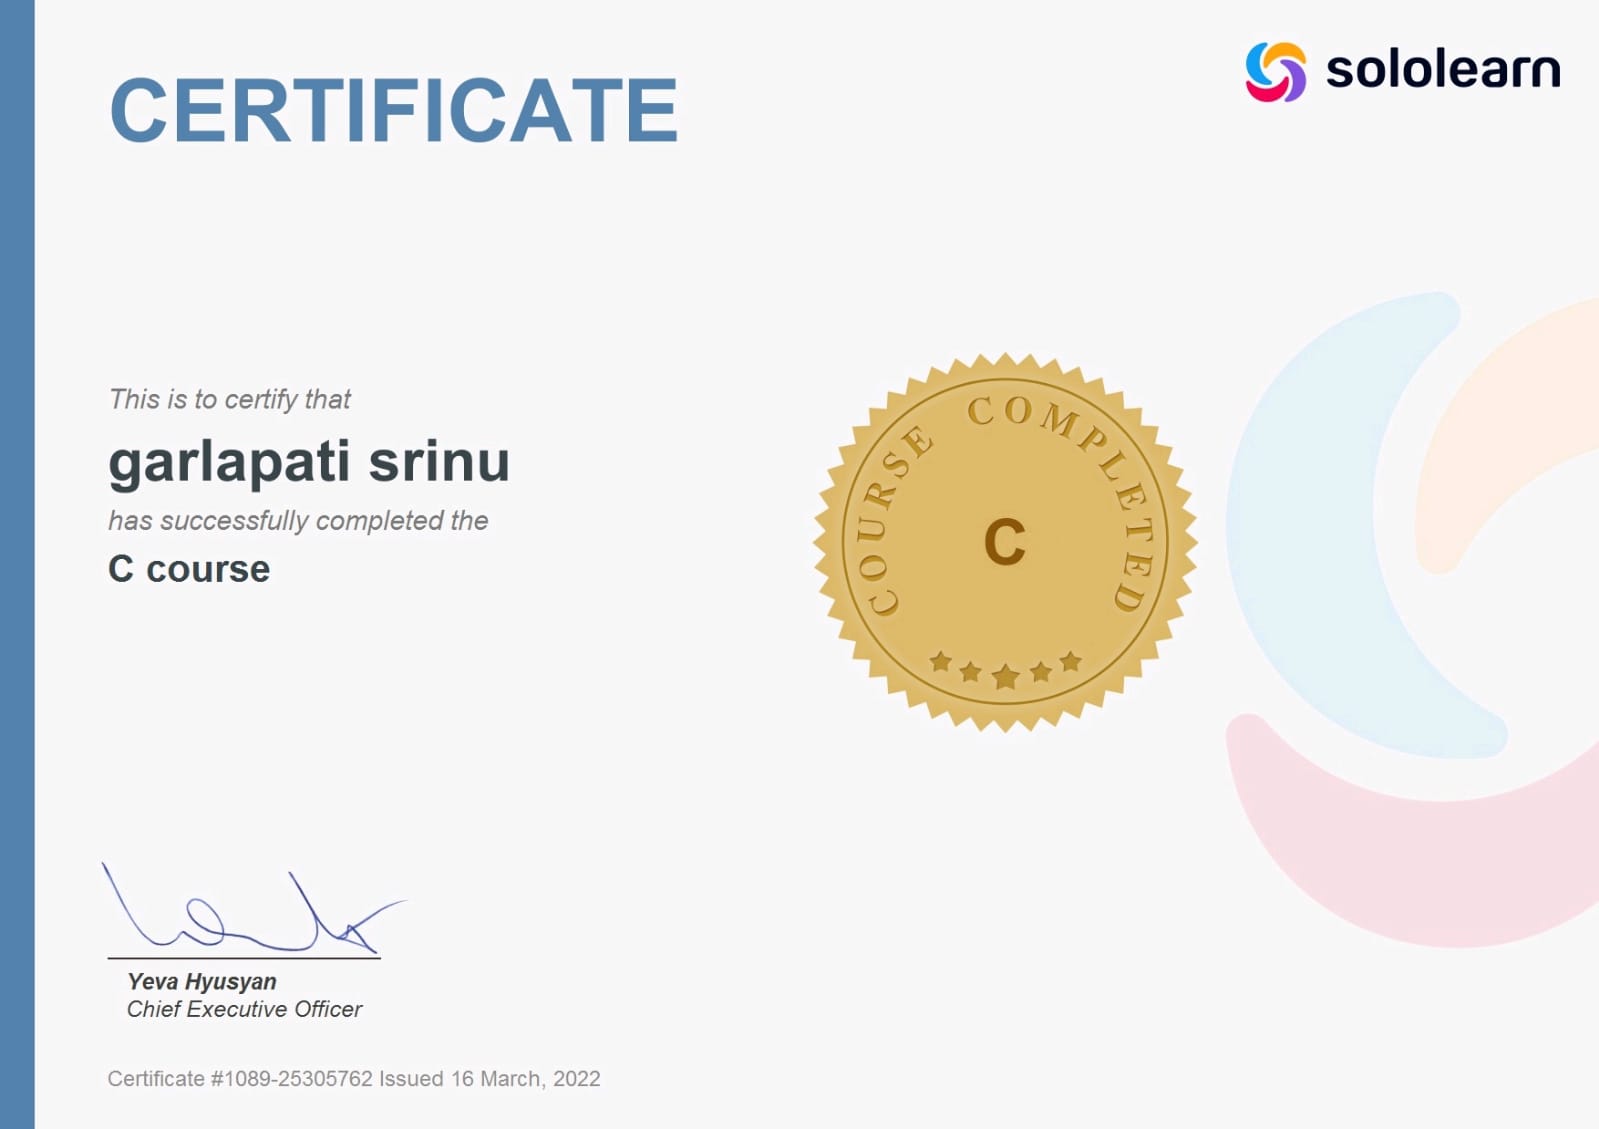 CERTIFICATE
sololearn
This is to certify that
garlapati srinu
has successfully completed the
C course
COURSE COMPLETED
C
Yeva Hyusyan
Chief Executive Officer
Certificate #1089-25305762 Issued 16 March, 2022